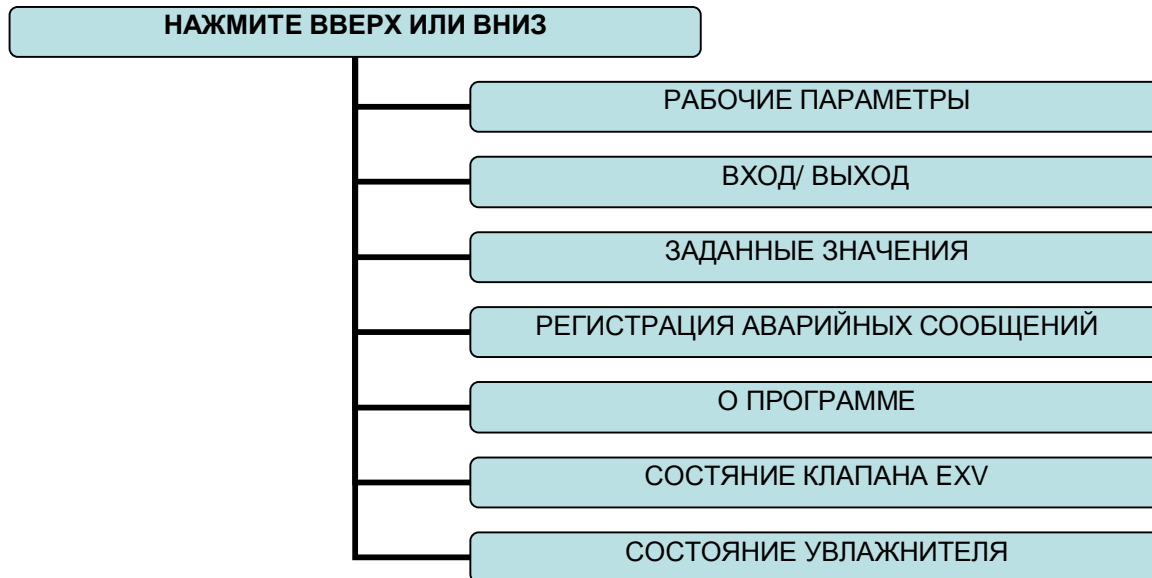 НАЖМИТЕ ВВЕРХ ИЛИ ВНИЗ
РАБОЧИЕ ПАРАМЕТРЫ
ВХОД/ ВЫХОД
ЗАДАННЫЕ ЗНАЧЕНИЯ
РЕГИСТРАЦИЯ АВАРИЙНЫХ СООБЩЕНИЙ
О ПРОГРАММЕ
СОСТЯНИЕ КЛАПАНА EXV
СОСТОЯНИЕ УВЛАЖНИТЕЛЯ